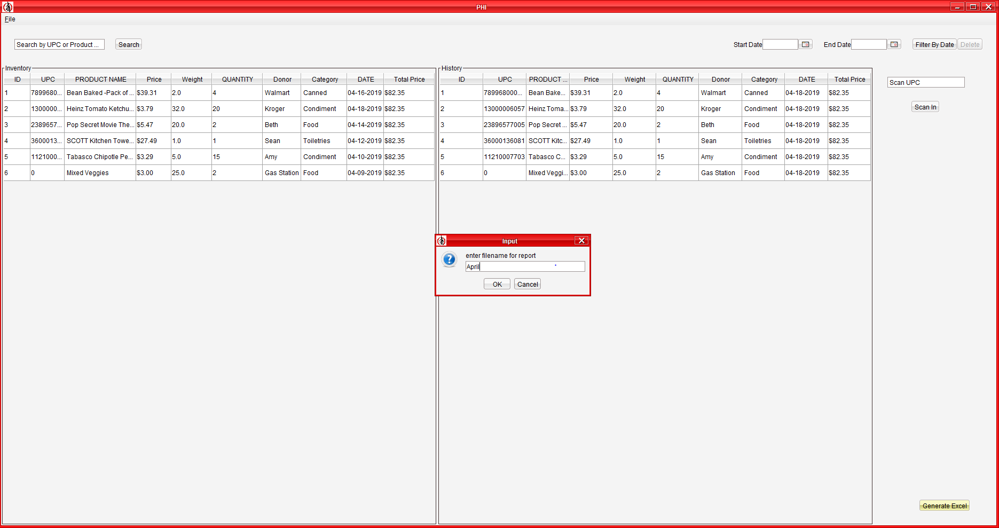 PHI
File
Search by UPC or Product ... Search Start Date End Date Filter By Date Delete
Inventory
ID UPC PRODUCT NAME Price Weight QUANTITY Donor Category DATE Total Price
1 7899680... Bean Baked -Pack of ... $39.31 2.0 4 Walmart Canned 04-16-2019 $82.35
2 1300000... Heinz Tomato Ketchu... $3.79 32.0 20 Kroger Condiment 04-18-2019 $82.35
3 2389657... Pop Secret Movie The... $5.47 20.0 2 Beth Food 04-14-2019 $82.35
4 3600013... SCOTT Kitchen Towe... $27.49 1.0 1 Sean Toiletries 04-12-2019 $82.35
5 1121000... Tabasco Chipotle Pe... $3.29 5.0 15 Amy Condiment 04-10-2019 $82.35
6 0 Mixed Veggies $3.00 25.0 2 Gas Station Food 04-09-2019 $82.35
History
ID UPC PRODUCT ... Price Weight QUANTITY Donor Category DATE Total Price
1 789968000... Bean Bake... $39.31 2.0 4 Walmart Canned 04-18-2019 $82.35
2 13000006057 Heinz Toma... $3.79 32.0 20 Kroger Condiment 04-18-2019 $82.35
3 23896577005 Pop Secret ... $5.47 20.0 2 Beth Food 04-18-2019 $82.35
4 36000136081 SCOTT Kitc... $27.49 1.0 1 Sean Toiletries 04-18-2019 $82.35
5 11210007703 Tabasco C... $3.29 5.0 15 Amy Condiment 04-18-2019 $82.35
6 0 Mixed Veggi... $3.00 25.0 2 Gas Station Food 04-18-2019 $82.35
Scan UPC
Scan In
Input
enter filename for report
April
OK Cancel
Generate Excel